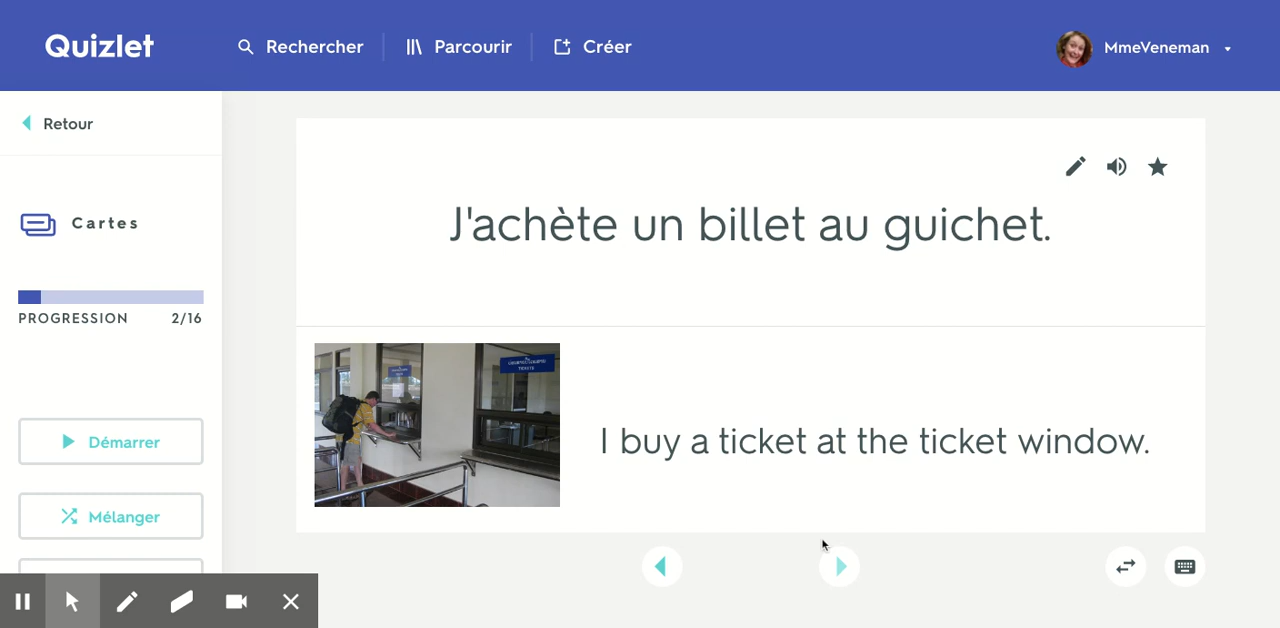 Quizlet
Rechercher
Parcourir
Créer
MmeVeneman
Retour
Cartes
PROGRESSION 2/16
Démarrer
Mélanger
J'achète un billet au guichet.
I buy a ticket at the ticket window.